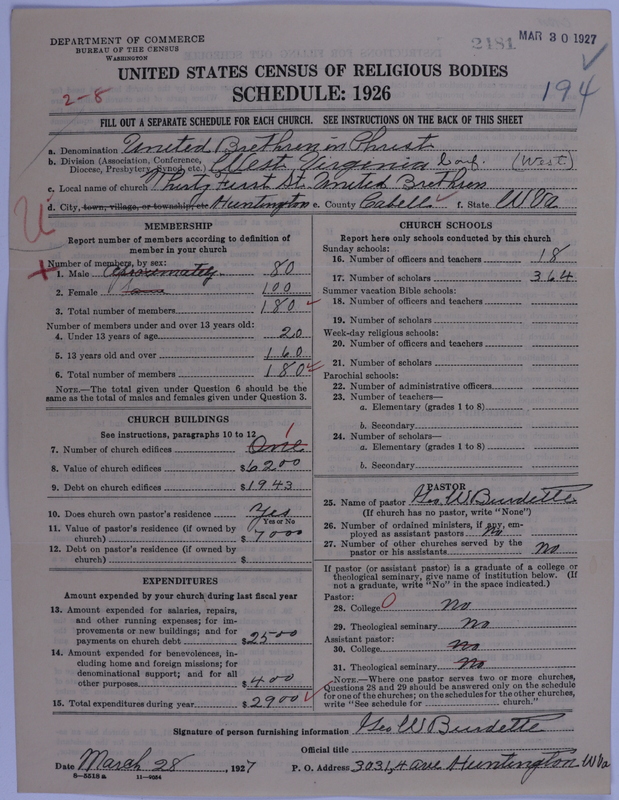 DEPARTMENT OF COMMERCE
BUREAU OF THE CENSUS
WASHINGTON
2181 MAR 30 1927
UNITED STATES CENSUS OF RELIGIOUS BODIES
SCHEDULE: 1926
2-8
194
FILL OUT A SEPARATE SCHEDULE FOR EACH CHURCH. SEE INSTRUCTIONS ON THE BACK OF THIS SHEET
a. Denomination United Brethren in Christ
b. Division (Association, Conference, Diocese, Presbytery, Synod, etc.) West Virginia Conf. (West)
c. Local name of church Thirty First St. United Brethren
d. City, town, village, or township, etc Huntington e. County Cabell f. State W Va
MEMBERSHIP
Report number of members according to definition of
member in your church
Number of members, by sex:
1. Male 80
2. Female 100
3. Total number of members 180
Number of members under and over 13 years old:
4. Under 13 years of age 20
5. 13 years old and over 160
6. Total number of members 180
NOTE.—The total given under Question 6 should be the
same as the total of males and females given under Question 3.
CHURCH BUILDINGS
See instructions, paragraphs 10 to 12
7. Number of church edifices One 1
8. Value of church edifices $6200
9. Debt on church edifices $1943
10. Does church own pastor's residence Yes
Yes or No
11. Value of pastor's residence (if owned by
church) $7000
12. Debt on pastor's residence (if owned by
church) $
EXPENDITURES
Amount expended by your church during last fiscal year
13. Amount expended for salaries, repairs,
and other running expenses; for im-
provements or new buildings; and for
payments on church debt $2500
14. Amount expended for benevolences, in-
cluding home and foreign missions; for
denominational support; and for all
other purposes $400
15. Total expenditures during year $2900
CHURCH SCHOOLS
Report here only schools conducted by this church
Sunday schools:
16. Number of officers and teachers 18
17. Number of scholars 364
Summer vacation Bible schools:
18. Number of officers and teachers
19. Number of scholars
Week-day religious schools:
20. Number of officers and teachers
21. Number of scholars
Parochial schools:
22. Number of administrative officers
23. Number of teachers—
a. Elementary (grades 1 to 8)
b. Secondary
24. Number of scholars—
a. Elementary (grades 1 to 8)
b. Secondary
PASTOR
25. Name of pastor Geo W Burdette
(If church has no pastor, write "None")
26. Number of ordained ministers, if any, em-
ployed as assistant pastors No
27. Number of other churches served by the
pastor or his assistants No
If pastor (or assistant pastor) is a graduate of a college or
theological seminary, give name of institution below. (If
not a graduate, write "No" in the space indicated.)
Pastor:
28. College 0 No
29. Theological seminary No
Assistant pastor:
30. College No
31. Theological seminary No
NOTE.—Where one pastor serves two or more churches,
Questions 28 and 29 should be answered only on the schedule
for one of the churches; on the schedules for the other churches,
write "See schedule for church."
Signature of person furnishing information Geo W Burdette
Official title
Date March 28, 1927 P. O. Address 3031, 4 ave Huntington W Va
8-5518 a 11-9654